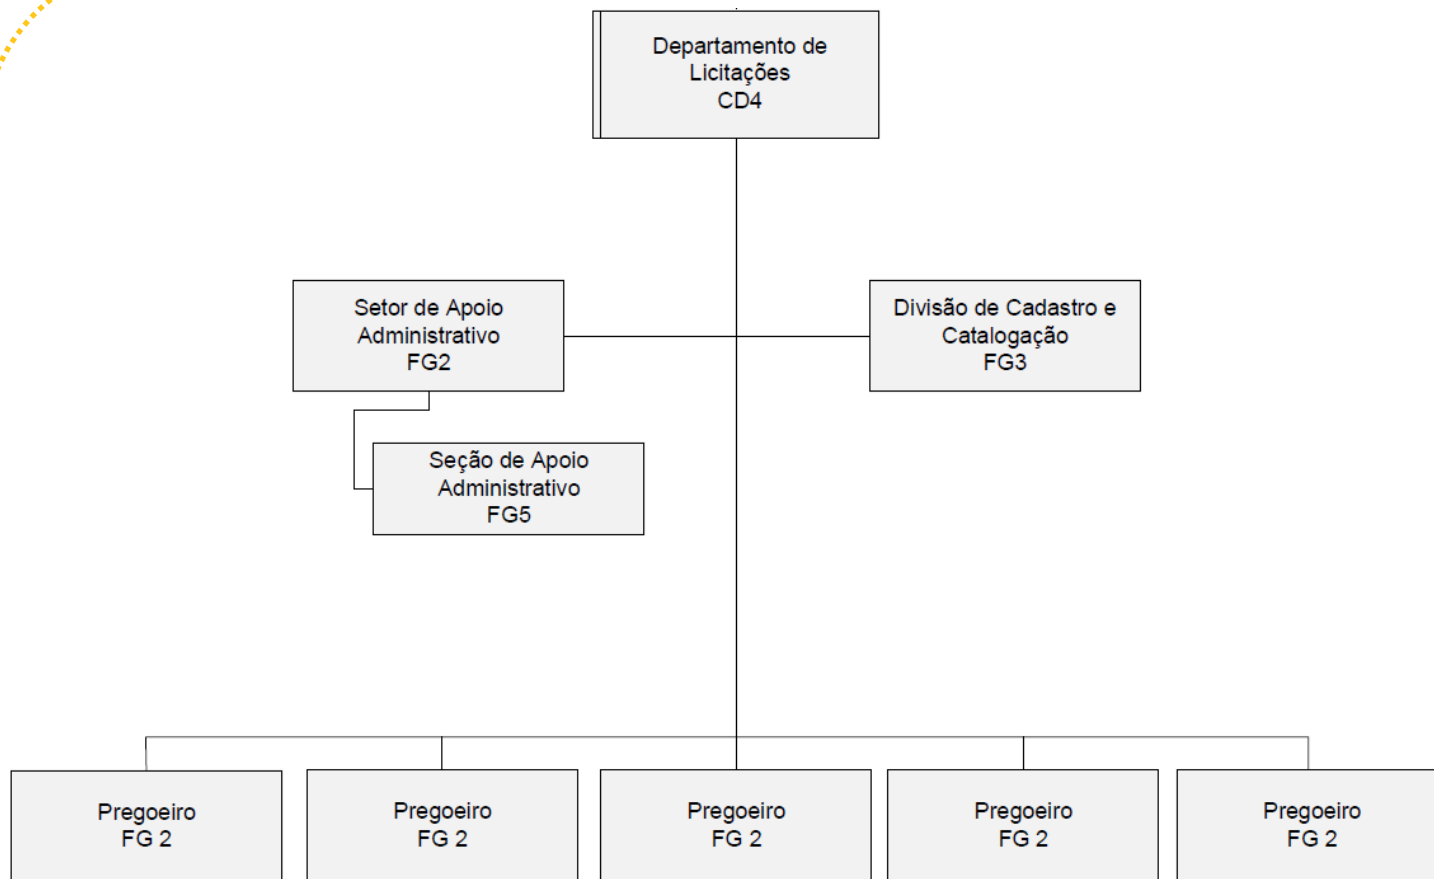 Departamento de
Licitações
CD4
Setor de Apoio
Administrativo
FG2
Divisão de Cadastro e
Catalogação
FG3
Seção de Apoio
Administrativo
FG5
Pregoeiro
FG 2
Pregoeiro
FG 2
Pregoeiro
FG 2
Pregoeiro
FG 2
Pregoeiro
FG 2